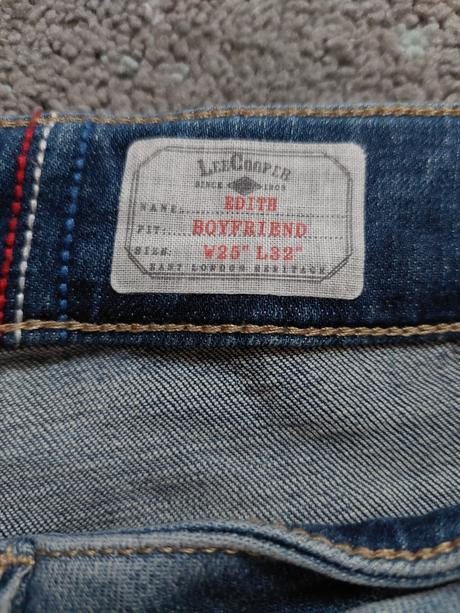 LEE COOPER
SINCE 1908
NAME: EDITH
FIT: BOYFRIEND
SIZE: W25" L32"
EAST LONDON HERITAGE